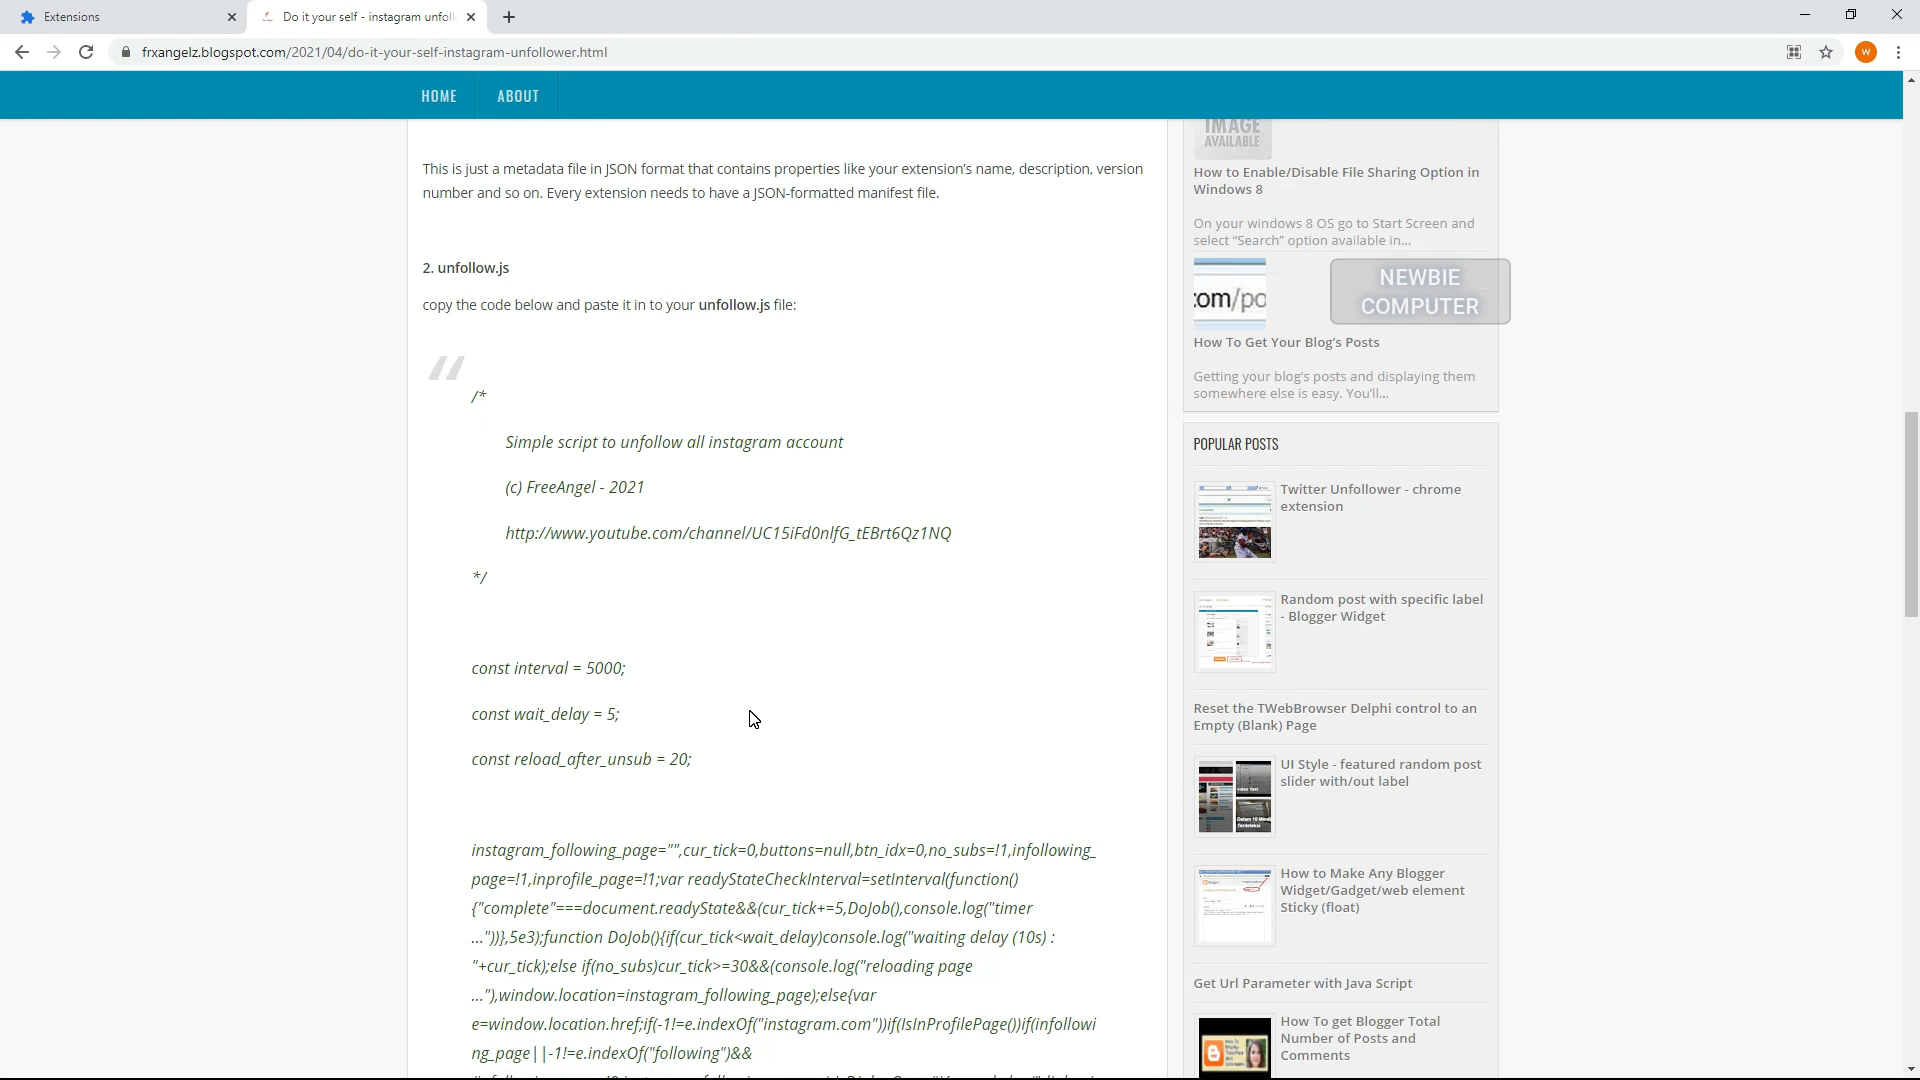 Extensions
Do it your self - instagram unfoll
frxangelz.blogspot.com/2021/04/do-it-your-self-instagram-unfollower.html
W
HOME
ABOUT
This is just a metadata file in JSON format that contains properties like your extension's name, description, version
number and so on. Every extension needs to have a JSON-formatted manifest file.
2. unfollow.js
copy the code below and paste it in to your unfollow.js file:
/*
Simple script to unfollow all instagram account
(c) FreeAngel - 2021
http://www.youtube.com/channel/UC15iFd0nlfG_tEBrt6Qz1NQ
*/
const interval = 5000;
const wait_delay = 5;
const reload_after_unsub = 20;
instagram_following_page="",cur_tick=0,buttons=null,btn_idx=0,no_subs=!1,infollowing_
page=!1,inprofile_page=!1;var readyStateCheckInterval=setInterval(function()
{"complete"===document.readyState&&(cur_tick+=5,DoJob(),console.log("timer
..."))},5e3);function DoJob(){if(cur_tick<wait_delay)console.log("waiting delay (10s) :
"+cur_tick);else if(no_subs)cur_tick>=30&&(console.log("reloading page
..."),window.location=instagram_following_page);else{var
e=window.location.href;if(-1!=e.indexOf("instagram.com"))if(IsInProfilePage())if(infollowi
ng_page||-1!=e.indexOf("following")&&
IMAGE
AVAILABLE
How to Enable/Disable File Sharing Option in
Windows 8
On your windows 8 OS go to Start Screen and
select "Search" option available in...
com/po
NEWBIE
COMPUTER
How To Get Your Blog's Posts
Getting your blog's posts and displaying them
somewhere else is easy. You'll...
POPULAR POSTS
Twitter Unfollower - chrome
extension
Random post with specific label
- Blogger Widget
Reset the TWebBrowser Delphi control to an
Empty (Blank) Page
UI Style - featured random post
slider with/out label
How to Make Any Blogger
Widget/Gadget/web element
Sticky (float)
Get Url Parameter with Java Script
How To get Blogger Total
Number of Posts and
Comments